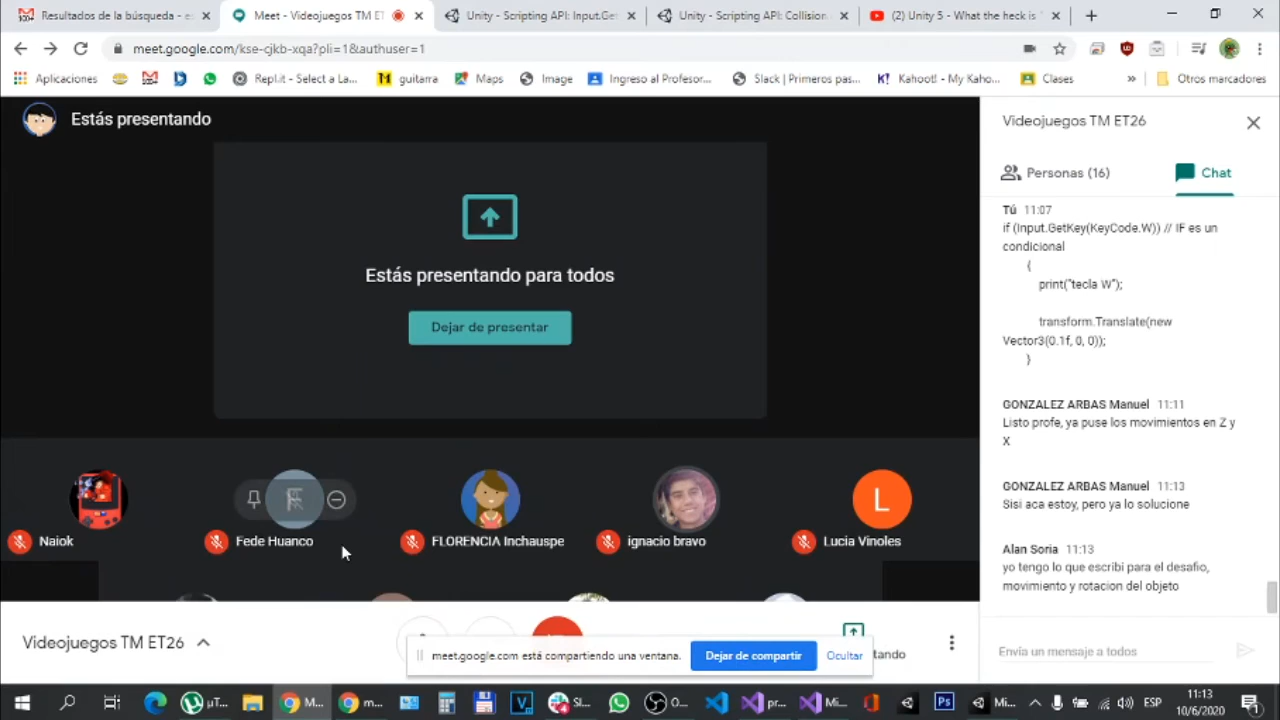 Resultados de la búsqueda - e
Meet - Videojuegos TM ET
Unity - Scripting API: Input.Get
Unity - Scripting API: Collision
(2) Unity 5 - What the heck is
meet.google.com/kse-cjkb-xqa?pli=1&authuser=1
Aplicaciones
Repl.it - Select a La...
guitarra
Maps
Image
Ingreso al Profesor...
Slack | Primeros pas...
K! Kahoot! - My Kaho...
Clases
»
Otros marcadores
Estás presentando
Estás presentando para todos
Dejar de presentar
Naiok
Fede Huanco
FLORENCIA Inchauspe
ignacio bravo
L
Lucia Vinoles
Videojuegos TM ET26
Personas (16)
Chat
Tú 11:07
if (Input.GetKey(KeyCode.W)) // IF es un
condicional
{
print("tecla W");
transform.Translate(new
Vector3(0.1f, 0, 0));
}
GONZALEZ ARBAS Manuel 11:11
Listo profe, ya puse los movimientos en Z y
X
GONZALEZ ARBAS Manuel 11:13
Sisi aca estoy, pero ya lo solucione
Alan Soria 11:13
yo tengo lo que escribi para el desafio,
movimiento y rotacion del objeto
Envía un mensaje a todos
Videojuegos TM ET26
meet.google.com está compartiendo una ventana.
Dejar de compartir
Ocultar
tando
µT...
M...
m...
Sl...
O...
pr...
Mi...
Ps
Mi...
ESP
11:13
10/6/2020